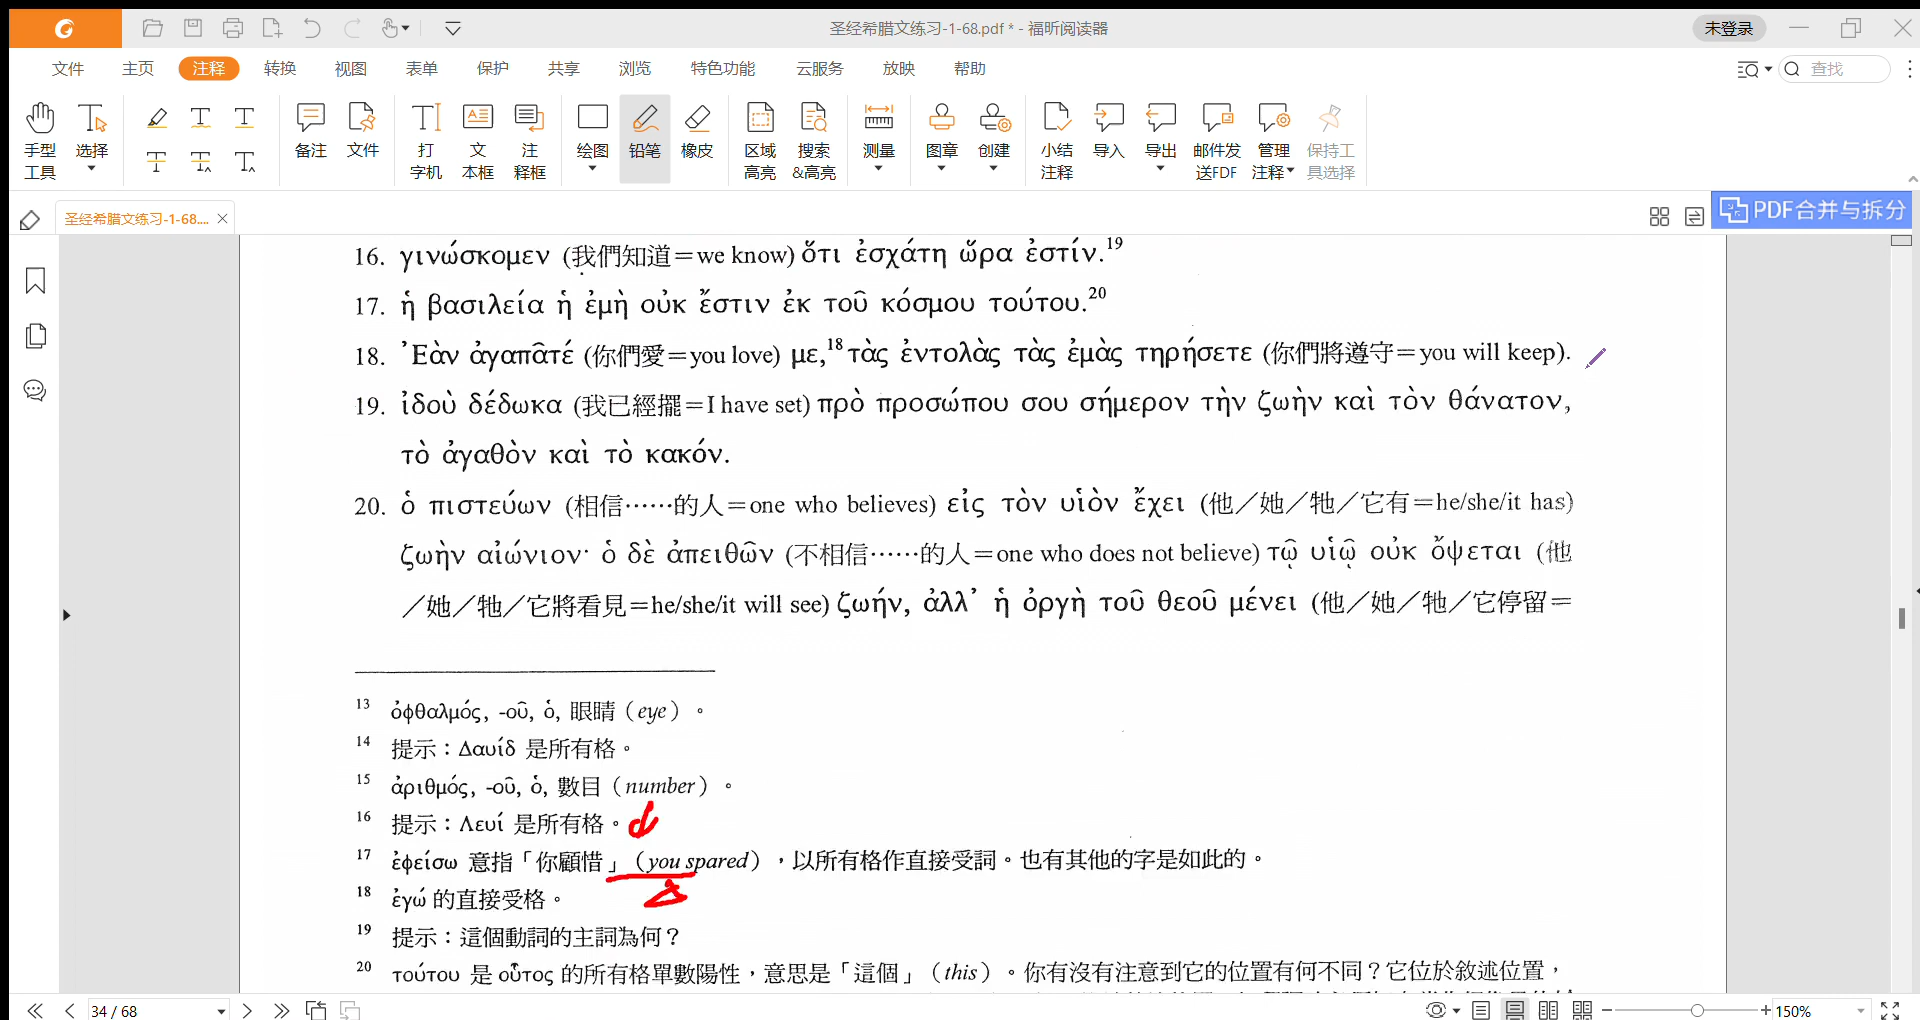 圣经希腊文练习-1-68.pdf * - 福昕阅读器
未登录
文件 主页 注释 转换 视图 表单 保护 共享 浏览 特色功能 云服务 放映 帮助
查找
手型工具 选择 备注 文件 打字机 文本框 注释框 绘图 铅笔 橡皮 区域高亮 搜索&高亮 测量 图章 创建 小结注释 导入 导出 邮件发送PDF 管理注释 保持工具选择
圣经希腊文练习-1-68....
PDF合并与拆分
16. γινώσκομεν (我們知道＝we know) ὅτι ἐσχάτη ὥρα ἐστίν.19
17. ἡ βασιλεία ἡ ἐμὴ οὐκ ἔστιν ἐκ τοῦ κόσμου τούτου.20
18. Ἐὰν ἀγαπᾶτέ (你們愛＝you love) με,18 τὰς ἐντολὰς τὰς ἐμὰς τηρήσετε (你們將遵守＝you will keep).
19. ἰδοὺ δέδωκα (我已經擺＝I have set) πρὸ προσώπου σου σήμερον τὴν ζωὴν καὶ τὸν θάνατον,
τὸ ἀγαθὸν καὶ τὸ κακόν.
20. ὁ πιστεύων (相信……的人＝one who believes) εἰς τὸν υἱὸν ἔχει (他／她／牠／它有＝he/she/it has)
ζωὴν αἰώνιον· ὁ δὲ ἀπειθῶν (不相信……的人＝one who does not believe) τῷ υἱῷ οὐκ ὄψεται (他
／她／牠／它將看見＝he/she/it will see) ζωήν, ἀλλ᾽ ἡ ὀργὴ τοῦ θεοῦ μένει (他／她／牠／它停留＝
13 ὀφθαλμός, -οῦ, ὁ, 眼睛（eye）。
14 提示：Δαυίδ 是所有格。
15 ἀριθμός, -οῦ, ὁ, 數目（number）。
16 提示：Λευί 是所有格。
17 ἐφείσω 意指「你顧惜」（you spared），以所有格作直接受詞。也有其他的字是如此的。
18 ἐγώ 的直接受格。
19 提示：這個動詞的主詞為何？
20 τούτου 是 οὗτος 的所有格單數陽性，意思是「這個」（this）。你有沒有注意到它的位置有何不同？它位於敘述位置，
34 / 68
150%